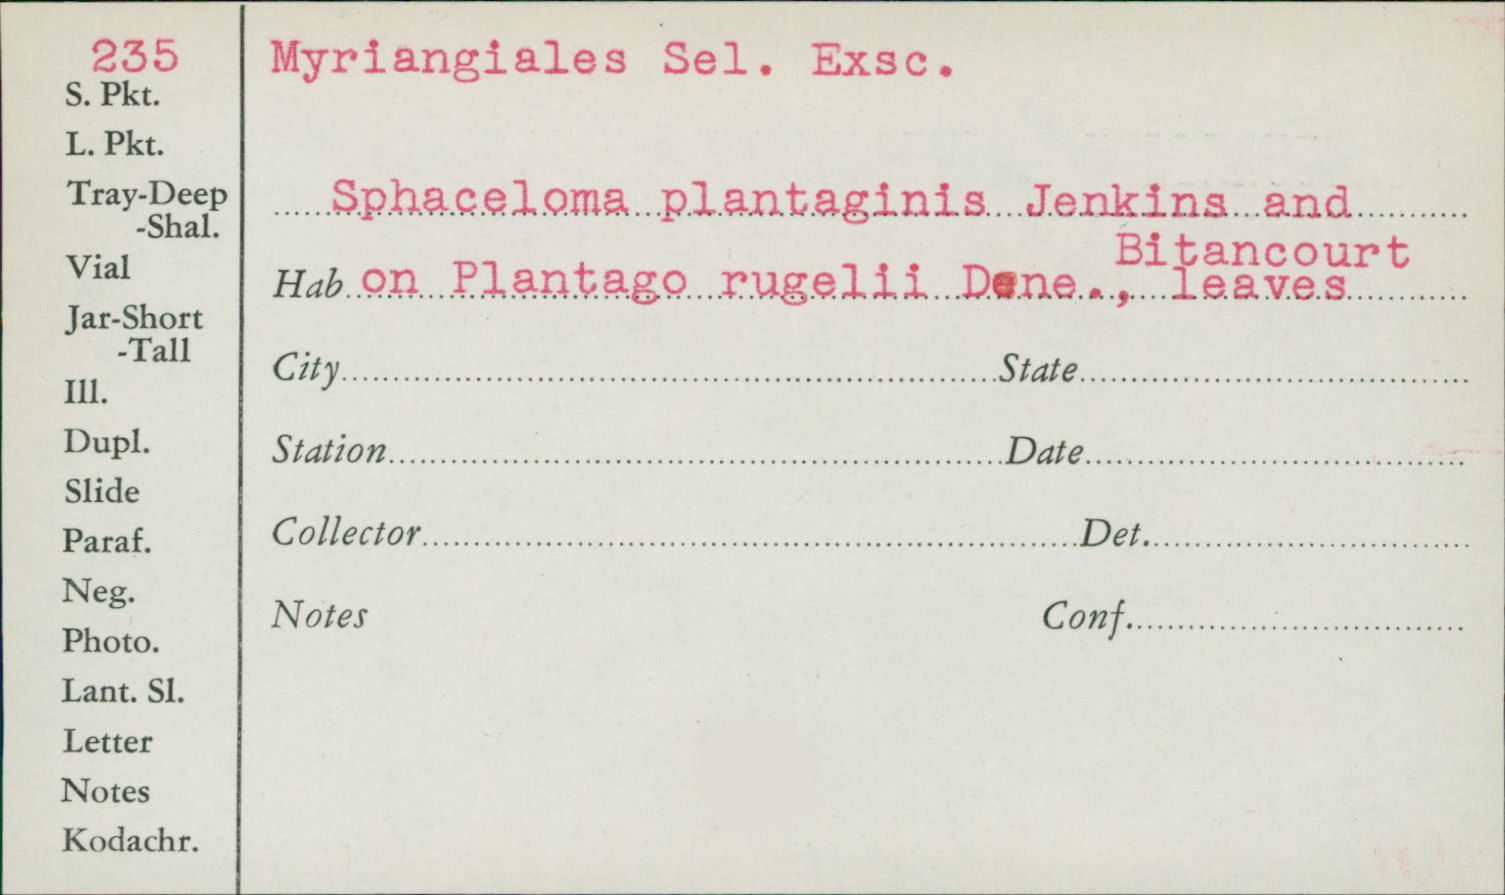 235
S. Pkt.
L. Pkt.
Tray-Deep
-Shal.
Vial
Jar-Short
-Tall
Ill.
Dupl.
Slide
Paraf.
Neg.
Photo.
Lant. Sl.
Letter
Notes
Kodachr.
Myriangiales Sel. Exsc.
Sphaceloma plantaginis Jenkins and
Bitancourt
Hab on Plantago rugelii Dcne., leaves
City State
Station Date
Collector Det.
Notes Conf.